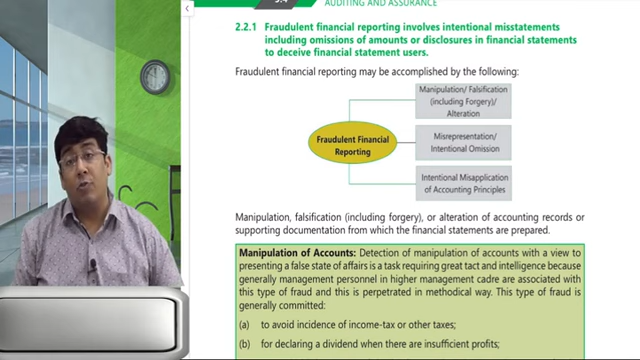 AUDITING AND ASSURANCE
2.2.1 Fraudulent financial reporting involves intentional misstatements
including omissions of amounts or disclosures in financial statements
to deceive financial statement users.
Fraudulent financial reporting may be accomplished by the following:
Manipulation/ Falsification
(including Forgery)/
Alteration
Fraudulent Financial
Reporting
Misrepresentation/
Intentional Omission
Intentional Misapplication
of Accounting Principles
Manipulation, falsification (including forgery), or alteration of accounting records or
supporting documentation from which the financial statements are prepared.
Manipulation of Accounts: Detection of manipulation of accounts with a view to
presenting a false state of affairs is a task requiring great tact and intelligence because
generally management personnel in higher management cadre are associated with
this type of fraud and this is perpetrated in methodical way. This type of fraud is
generally committed:
(a) to avoid incidence of income-tax or other taxes;
(b) for declaring a dividend when there are insufficient profits;